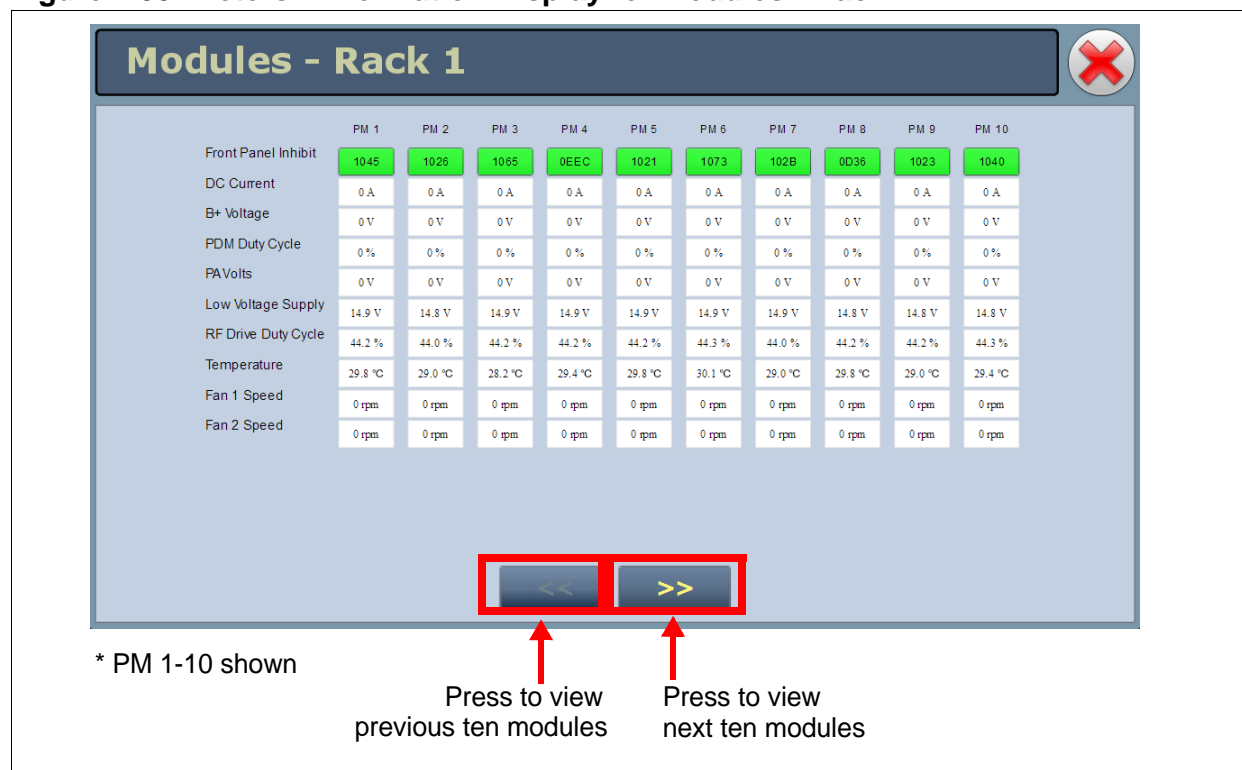 Modules - Rack 1
PM 1 PM 2 PM 3 PM 4 PM 5 PM 6 PM 7 PM 8 PM 9 PM 10
Front Panel Inhibit 1045 1026 1065 0EEC 1021 1073 102B 0D36 1023 1040
DC Current 0 A 0 A 0 A 0 A 0 A 0 A 0 A 0 A 0 A 0 A
B+ Voltage 0 V 0 V 0 V 0 V 0 V 0 V 0 V 0 V 0 V 0 V
PDM Duty Cycle 0 % 0 % 0 % 0 % 0 % 0 % 0 % 0 % 0 % 0 %
PA Volts 0 V 0 V 0 V 0 V 0 V 0 V 0 V 0 V 0 V 0 V
Low Voltage Supply 14.9 V 14.8 V 14.9 V 14.9 V 14.9 V 14.9 V 14.9 V 14.8 V 14.8 V 14.8 V
RF Drive Duty Cycle 44.2 % 44.0 % 44.2 % 44.2 % 44.2 % 44.3 % 44.0 % 44.2 % 44.2 % 44.3 %
Temperature 29.8 °C 29.0 °C 28.2 °C 29.4 °C 29.8 °C 30.1 °C 29.0 °C 29.8 °C 29.0 °C 29.4 °C
Fan 1 Speed 0 rpm 0 rpm 0 rpm 0 rpm 0 rpm 0 rpm 0 rpm 0 rpm 0 rpm 0 rpm
Fan 2 Speed 0 rpm 0 rpm 0 rpm 0 rpm 0 rpm 0 rpm 0 rpm 0 rpm 0 rpm 0 rpm
<< >>
* PM 1-10 shown
Press to view previous ten modules
Press to view next ten modules